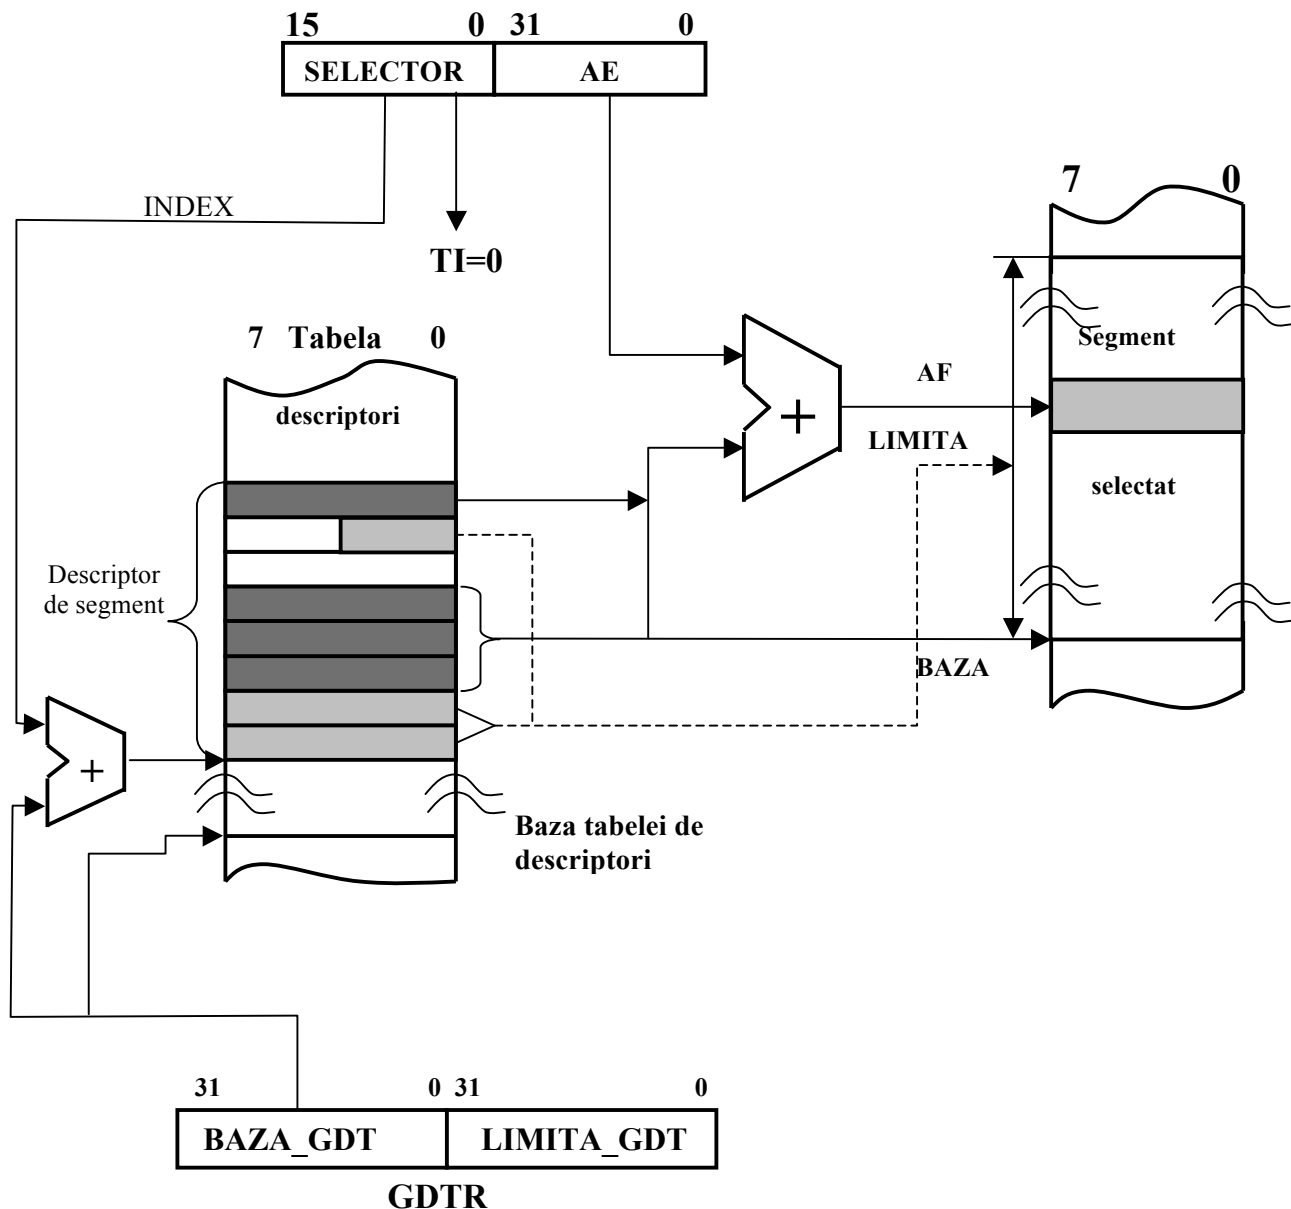 15 0 31 0
SELECTOR AE
7 0
INDEX
TI=0
7 Tabela 0
Segment
AF
descriptori
LIMITA
selectat
Descriptor
de segment
BAZA
+
+
Baza tabelei de
descriptori
31 0 31 0
BAZA_GDT LIMITA_GDT
GDTR